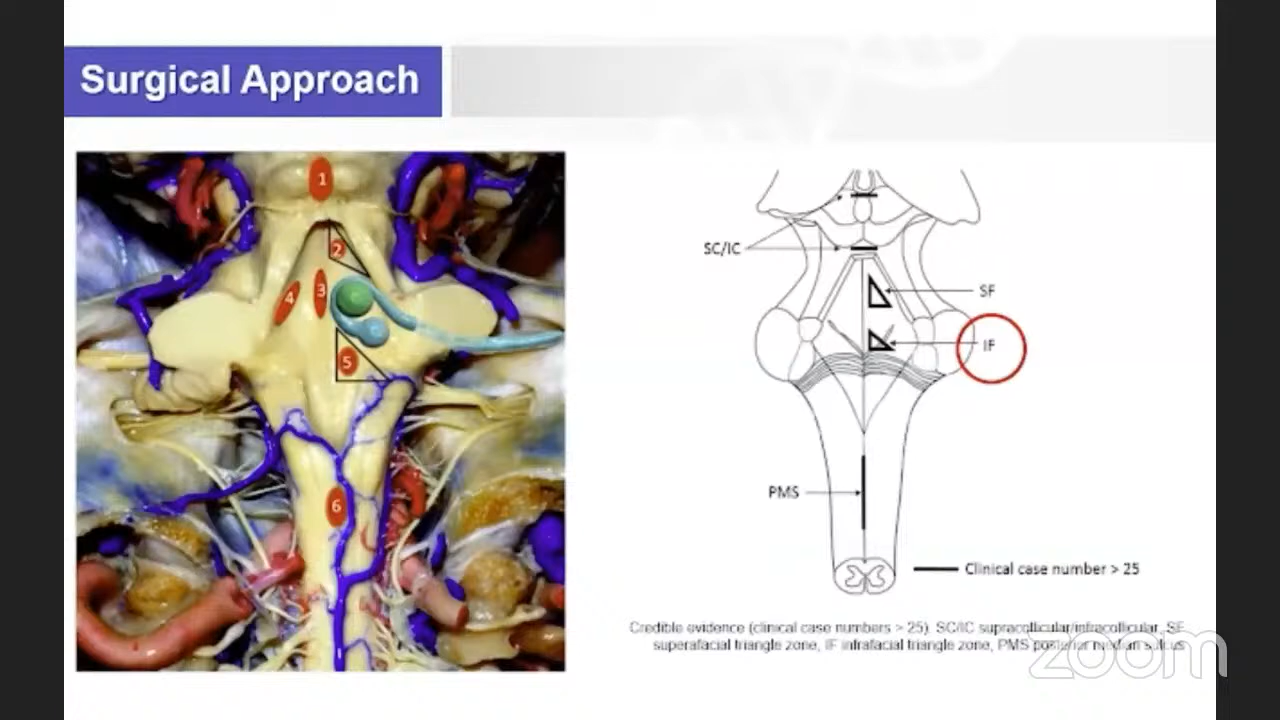 Surgical Approach
1
2
3
4
5
6
SC/IC
SF
IF
PMS
Clinical case number > 25
Credible evidence (clinical case numbers > 25). SC/IC supracollicular/infracollicular, SF
superafacial triangle zone, IF infrafacial triangle zone, PMS posterior median sulcus
zoom